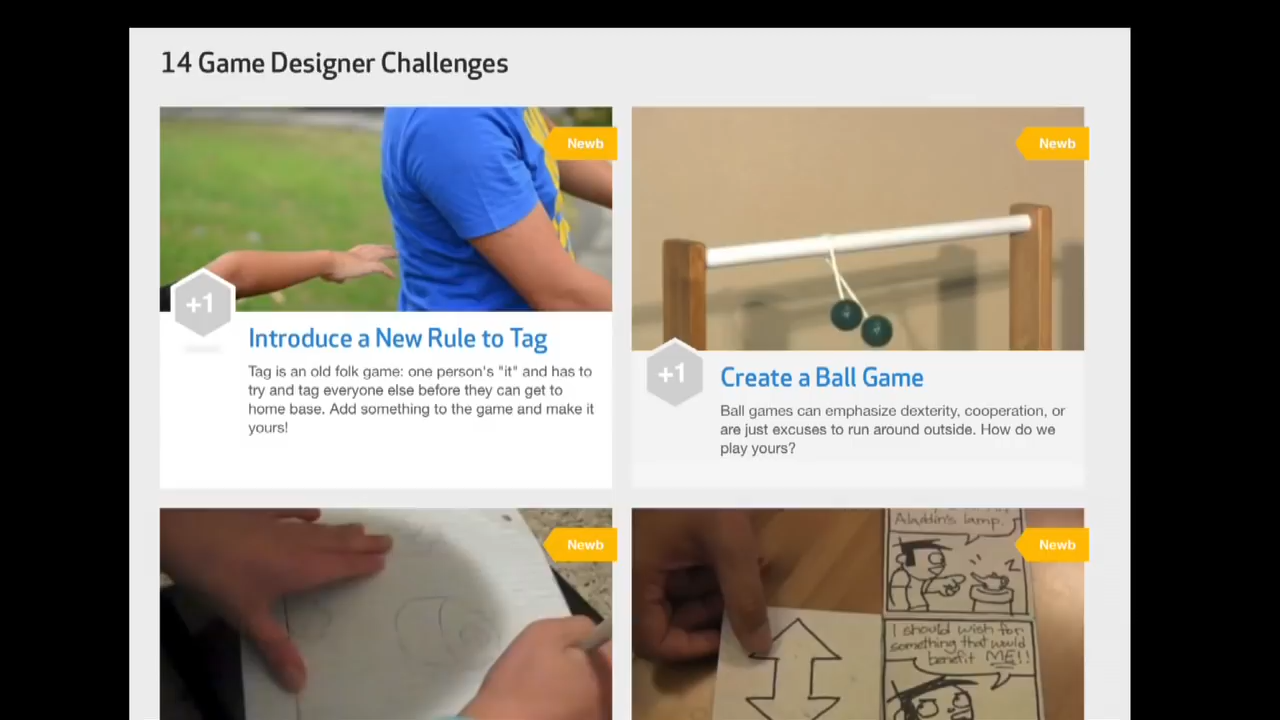 14 Game Designer Challenges
Newb
+1
Introduce a New Rule to Tag
Tag is an old folk game: one person's "it" and has to
try and tag everyone else before they can get to
home base. Add something to the game and make it
yours!
Newb
+1
Create a Ball Game
Ball games can emphasize dexterity, cooperation, or
are just excuses to run around outside. How do we
play yours?
Newb
Newb
Aladdin's lamp.
Z
I should wish for
something that would
benefit ME!!